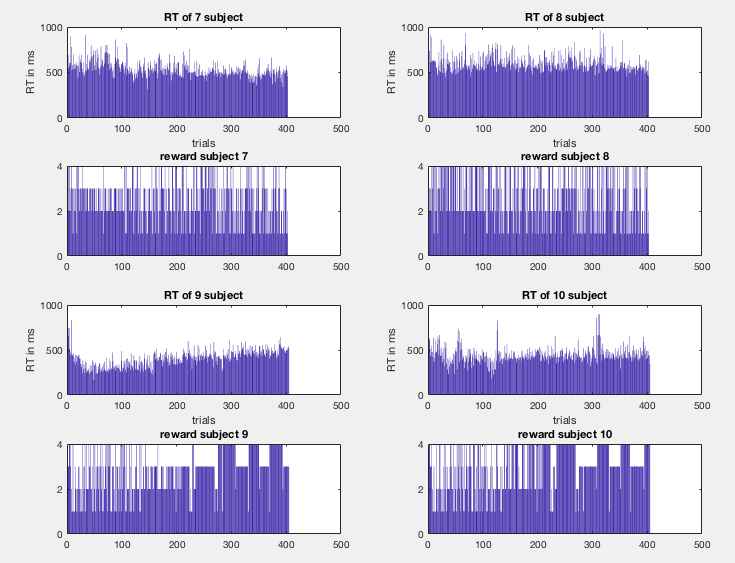 RT of 7 subject
RT in ms
1000
500
0
0 100 200 300 400 500
trials
reward subject 7
4
2
0
0 100 200 300 400 500
RT of 8 subject
RT in ms
1000
500
0
0 100 200 300 400 500
trials
reward subject 8
4
2
0
0 100 200 300 400 500
RT of 9 subject
RT in ms
1000
500
0
0 100 200 300 400 500
trials
reward subject 9
4
2
0
0 100 200 300 400 500
RT of 10 subject
RT in ms
1000
500
0
0 100 200 300 400 500
trials
reward subject 10
4
2
0
0 100 200 300 400 500